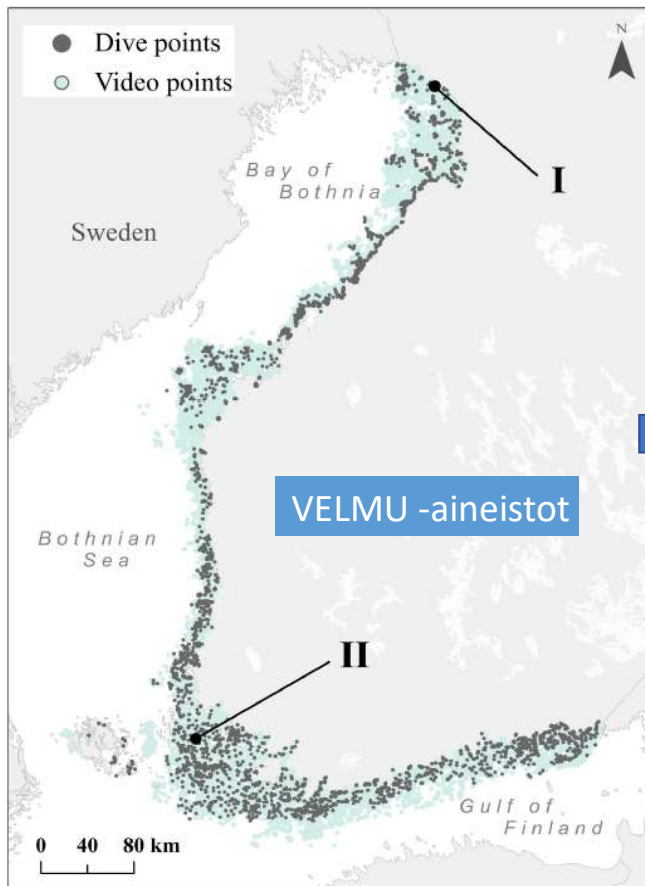 Dive points
Video points
N
Bay of
Bothnia
I
Sweden
VELMU -aineistot
Bothnian
Sea
II
Gulf of
Finland
0 40 80 km